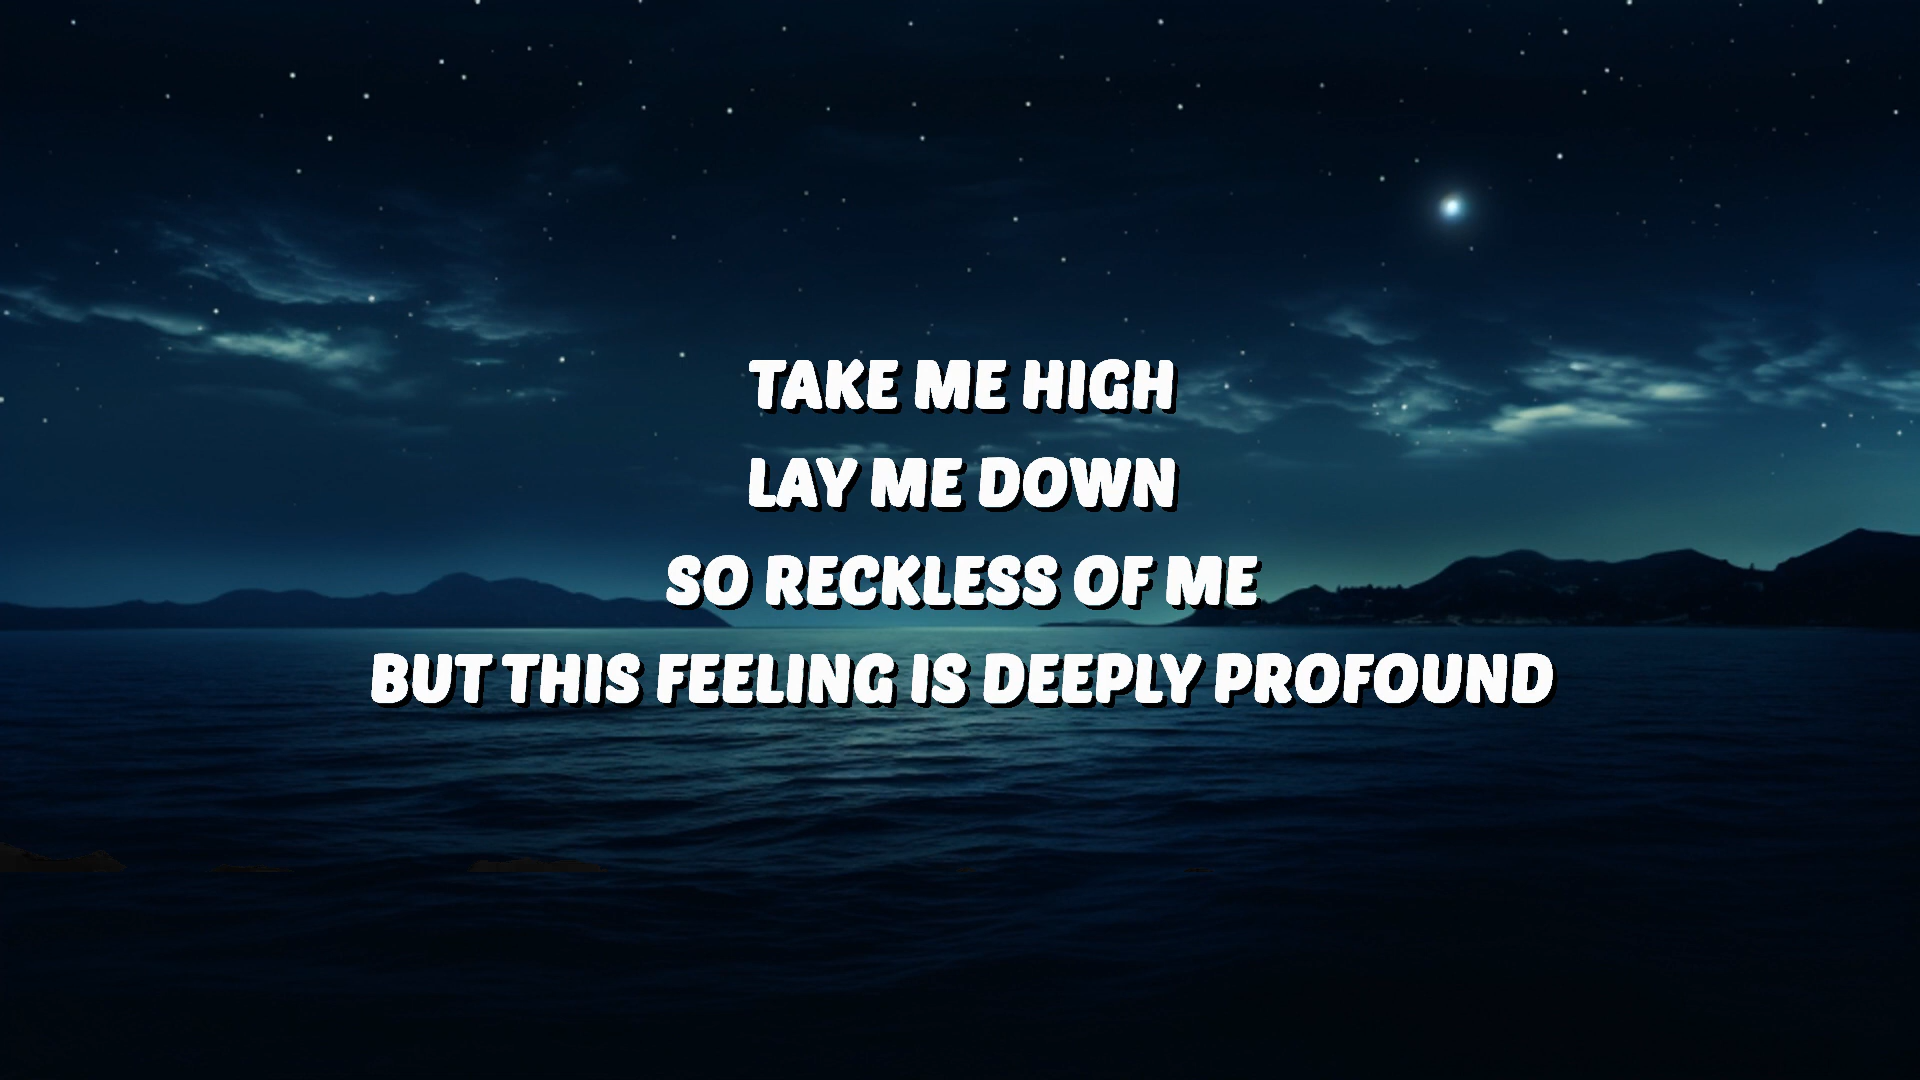 TAKE ME HIGH
LAY ME DOWN
SO RECKLESS OF ME
BUT THIS FEELING IS DEEPLY PROFOUND